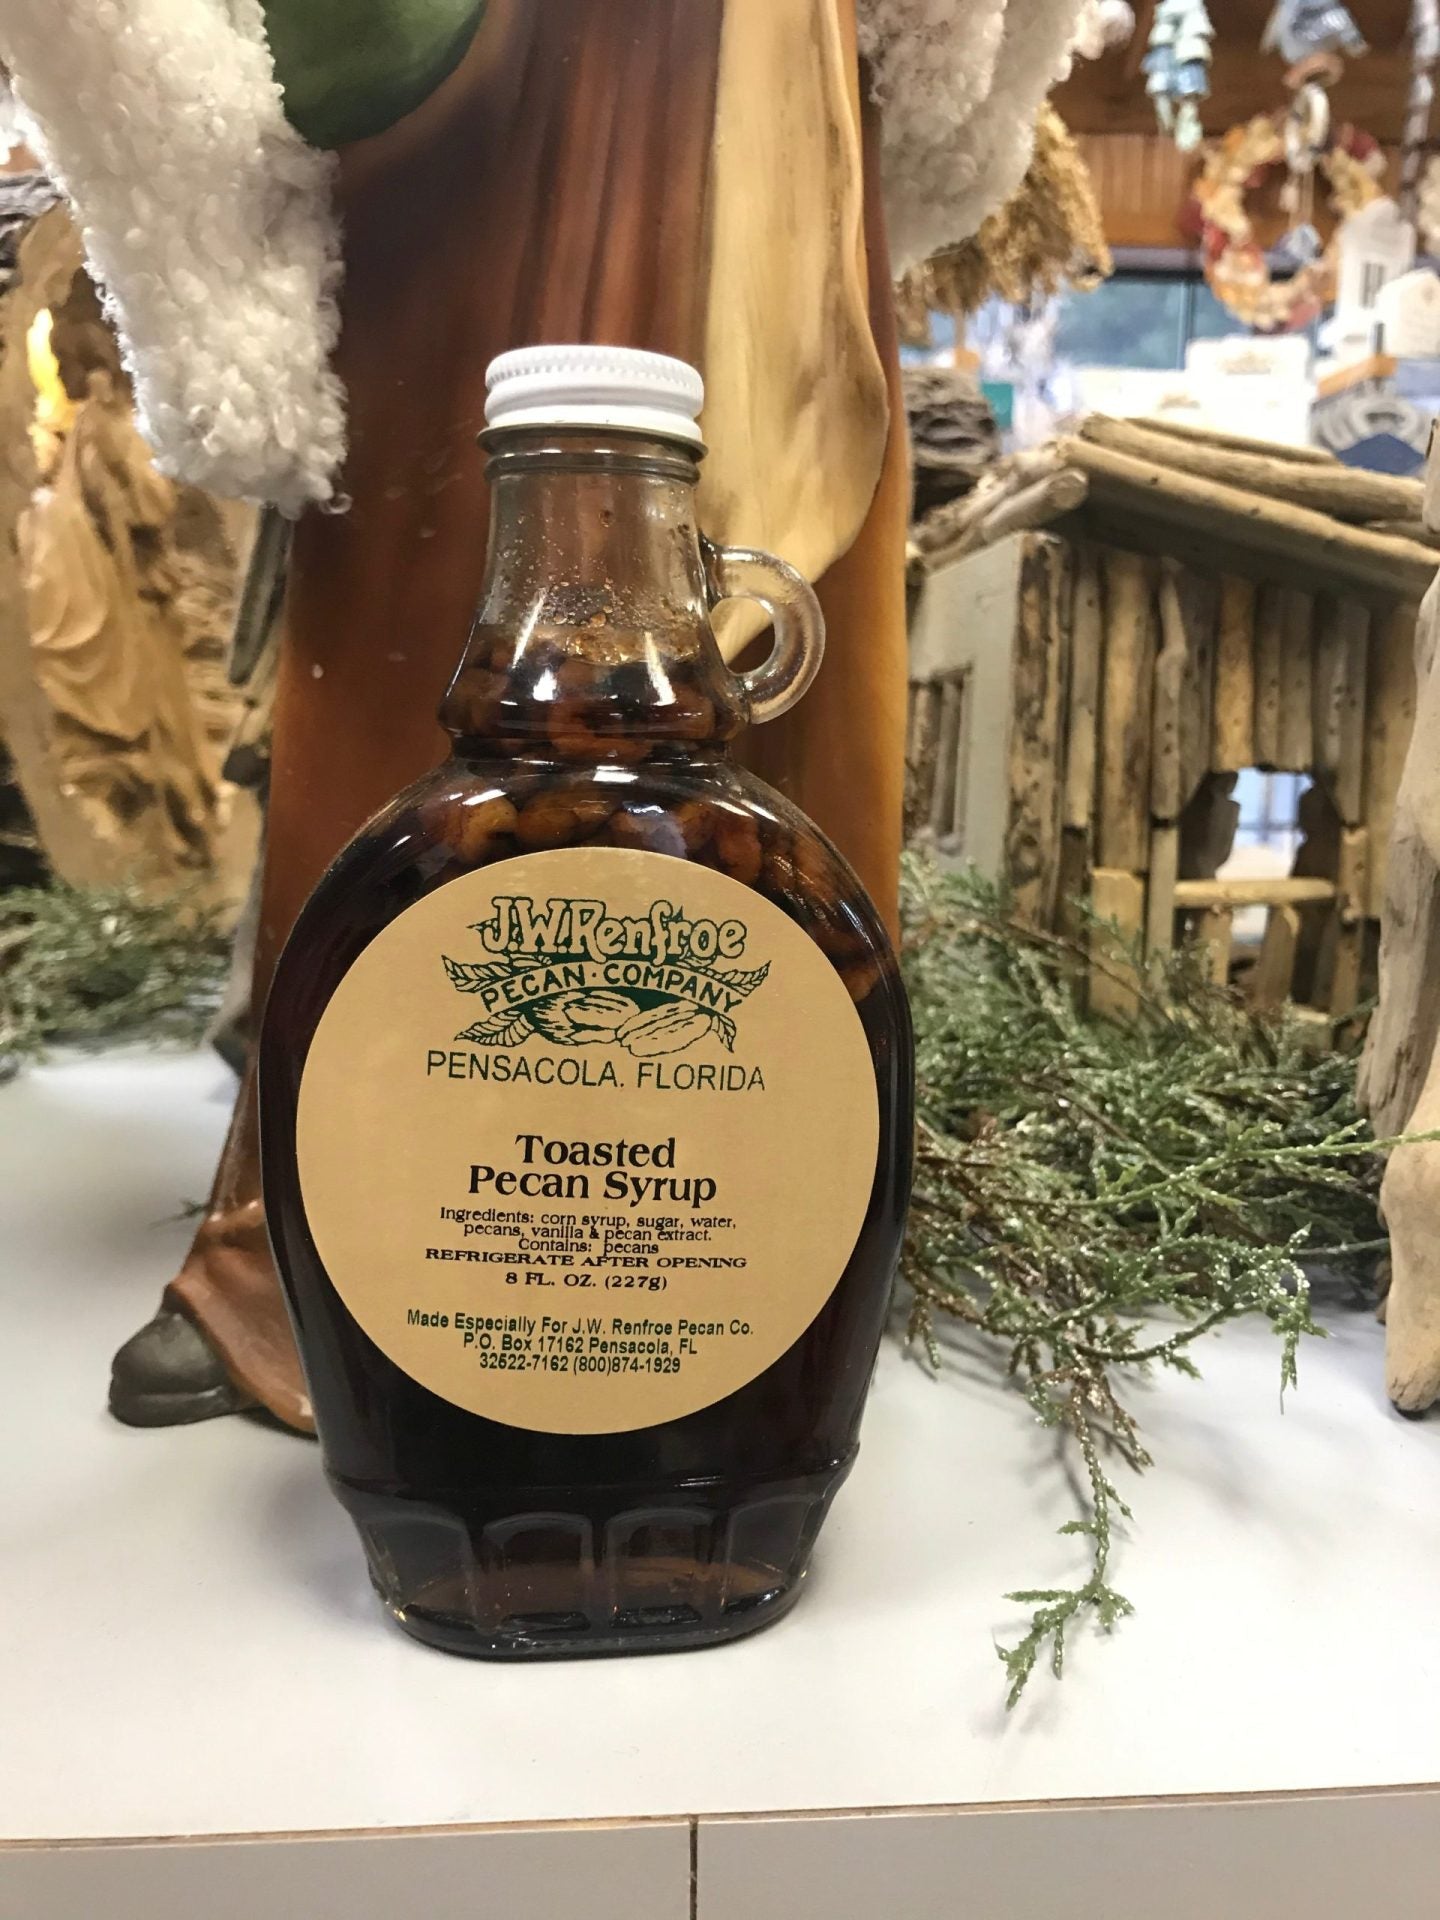 J.W. Renfroe
PECAN · COMPANY
PENSACOLA, FLORIDA
Toasted
Pecan Syrup
Ingredients: corn syrup, sugar, water,
pecans, vanilla & pecan extract.
Contains: pecans
REFRIGERATE AFTER OPENING
8 FL. OZ. (227g)
Made Especially For J.W. Renfroe Pecan Co.
P.O. Box 17162 Pensacola, FL
32522-7162 (800)874-1929